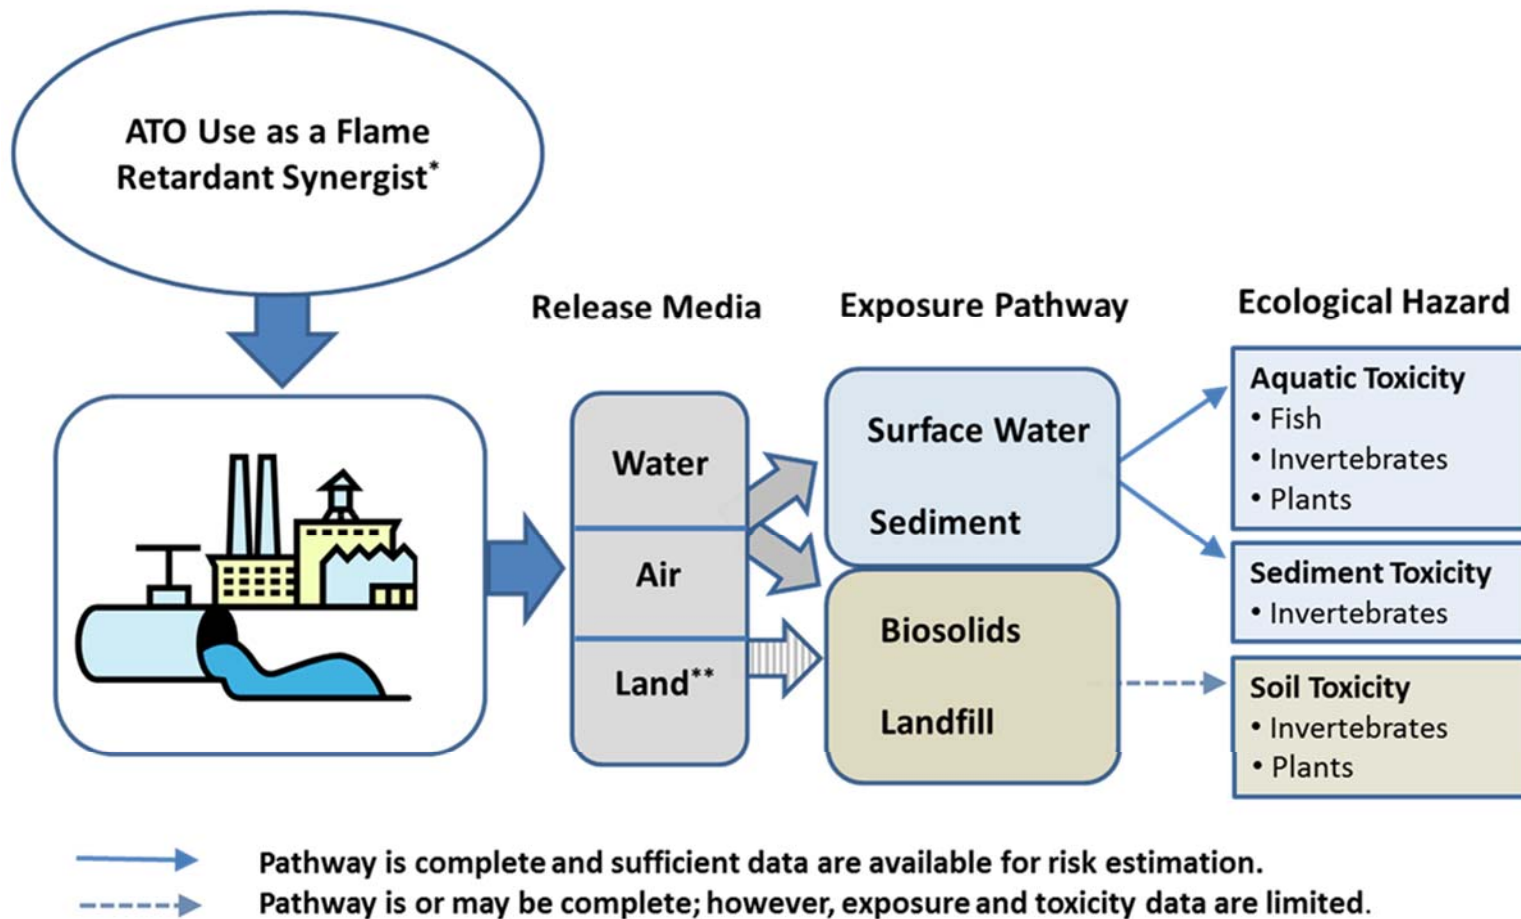 ATO Use as a Flame
Retardant Synergist*
Release Media
Exposure Pathway
Ecological Hazard
Water
Air
Land**
Surface Water
Sediment
Biosolids
Landfill
Aquatic Toxicity
• Fish
• Invertebrates
• Plants
Sediment Toxicity
• Invertebrates
Soil Toxicity
• Invertebrates
• Plants
Pathway is complete and sufficient data are available for risk estimation.
Pathway is or may be complete; however, exposure and toxicity data are limited.